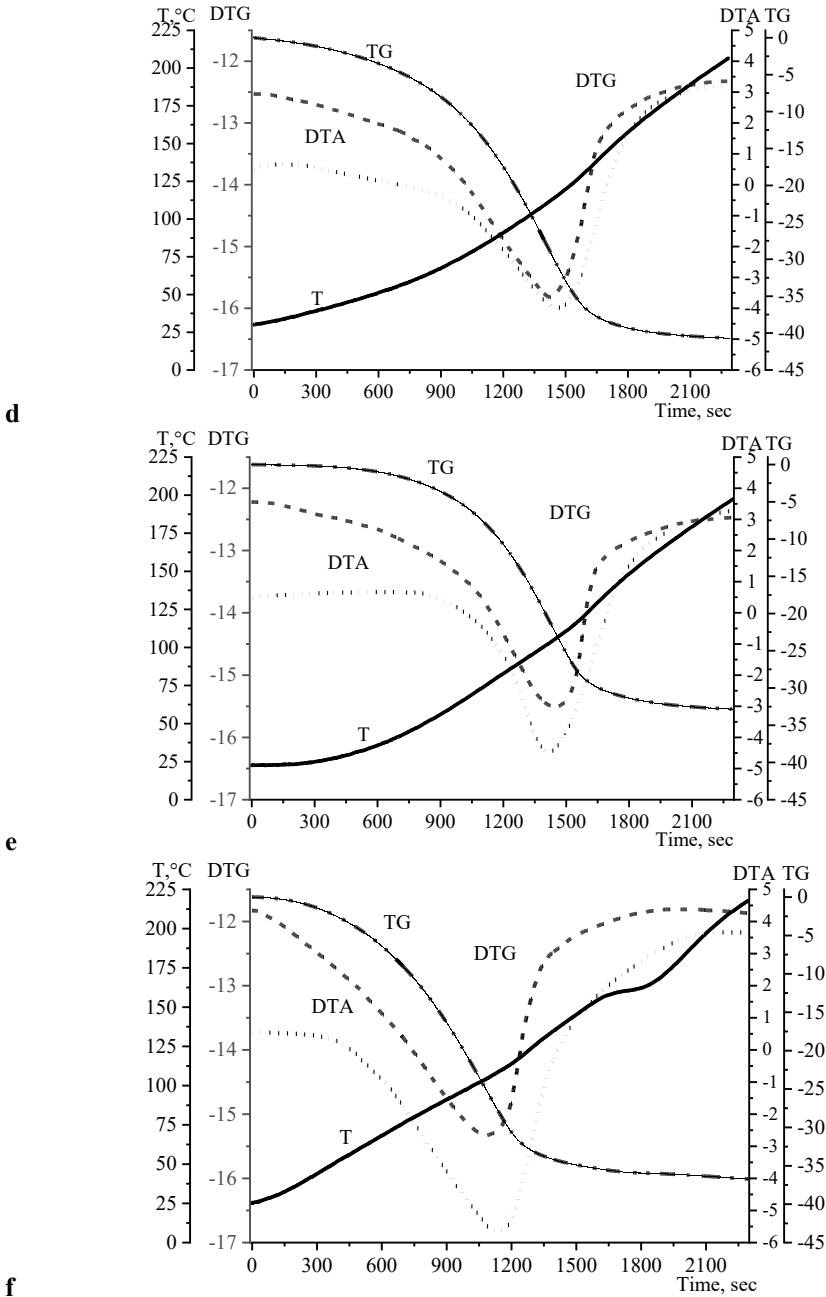 T,°C DTG DTA TG
225 5 0
200 -12 4 -5
175 3 -10
150 -13 2 -15
125 1 -20
100 -14 0 -25
75 -15 -1 -30
50 -16 -2 -35
25 -3 -40
0 -17 -4 -45
-5
-6
TG
DTG
DTA
T
0 300 600 900 1200 1500 1800 2100
Time, sec
d
T,°C DTG DTA TG
225 5 0
200 -12 4 -5
175 3 -10
150 -13 2 -15
125 1 -20
100 -14 0 -25
75 -15 -1 -30
50 -16 -2 -35
25 -3 -40
0 -17 -4 -45
-5
-6
TG
DTG
DTA
T
0 300 600 900 1200 1500 1800 2100
Time, sec
e
T,°C DTG DTA TG
225 5 0
200 -12 4 -5
175 3 -10
150 -13 2 -15
125 1 -20
100 -14 0 -25
75 -15 -1 -30
50 -16 -2 -35
25 -3 -40
0 -17 -4 -45
-5
-6
TG
DTG
DTA
T
0 300 600 900 1200 1500 1800 2100
Time, sec
f